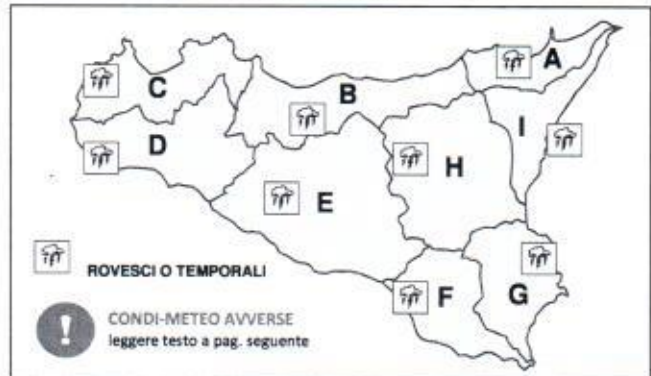 A
C
B
I
D
H
E
ROVESCI O TEMPORALI
F
G
!
CONDI-METEO AVVERSE
leggere testo a pag. seguente